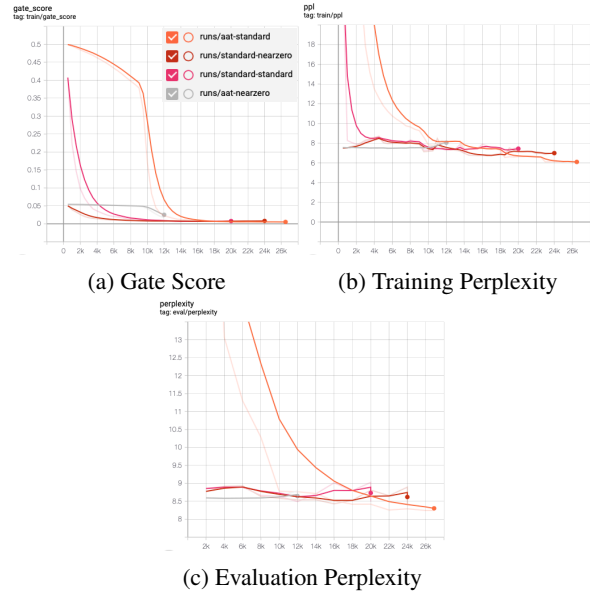 gate_score
tag: train/gate_score
0.5
0.45
0.4
0.35
0.3
0.25
0.2
0.15
0.1
0.05
0
0 2k 4k 6k 8k 10k 12k 14k 16k 18k 20k 22k 24k 26k
runs/aat-standard
runs/standard-nearzero
runs/standard-standard
runs/aat-nearzero
(a) Gate Score
ppl
tag: train/ppl
18
16
14
12
10
8
6
4
2
0
0 2k 4k 6k 8k 10k 12k 14k 16k 18k 20k 22k 24k 26k
(b) Training Perplexity
perplexity
tag: eval/perplexity
13
12.5
12
11.5
11
10.5
10
9.5
9
8.5
8
2k 4k 6k 8k 10k 12k 14k 16k 18k 20k 22k 24k 26k
(c) Evaluation Perplexity